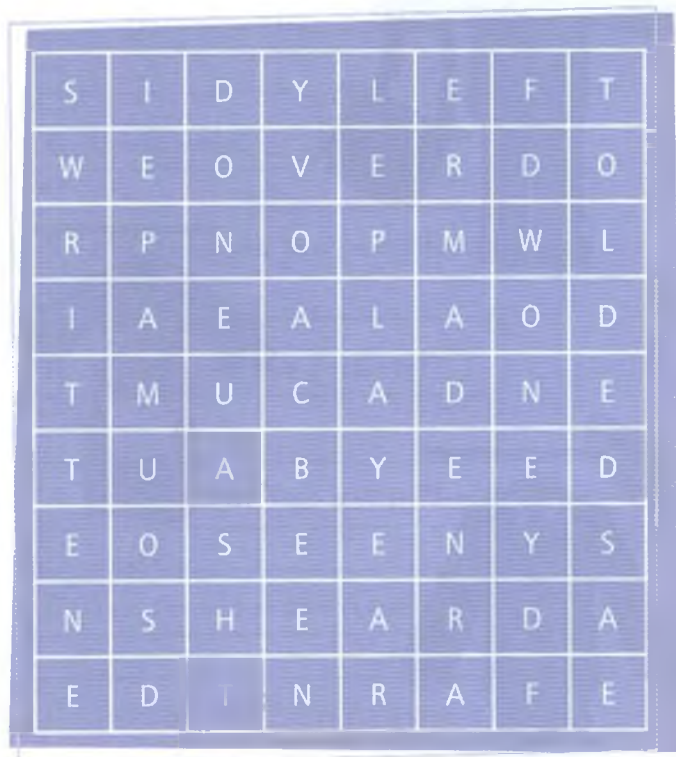 S I D Y L E F T
W E O V E R D O
R P N O P M W L
I A E A L A O D
T M U C A D N E
T U A B Y E E D
E O S E E N Y S
N S H E A R D A
E D T N R A F E